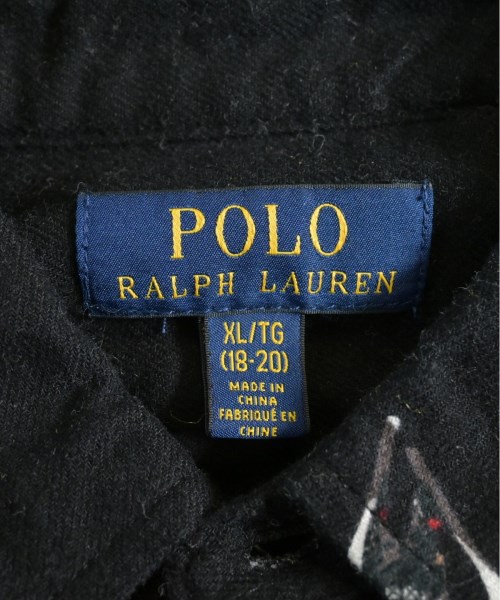 POLO
RALPH LAUREN
XL/TG
(18-20)
MADE IN
CHINA
FABRIQUÉ EN
CHINE